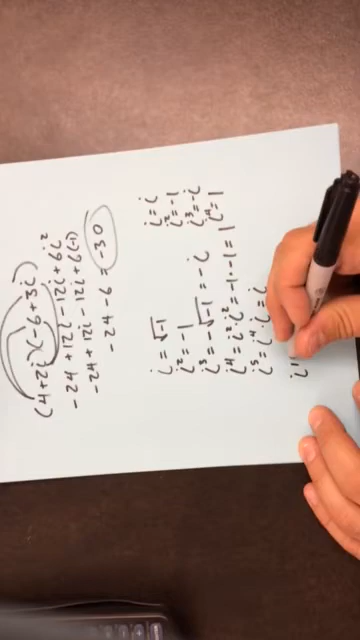 (4+2i)(-6+3i)
-24+12i-12i+6i²
-24+12i-12i+6(-1)
-24-6=-30
i=√-1
i²=-1
i³=-√-1=-i
i⁴=i²·i²=-1·-1=1
i⁵=i⁴·i=i
i=i
i²=-1
i³=-i
i⁴=1